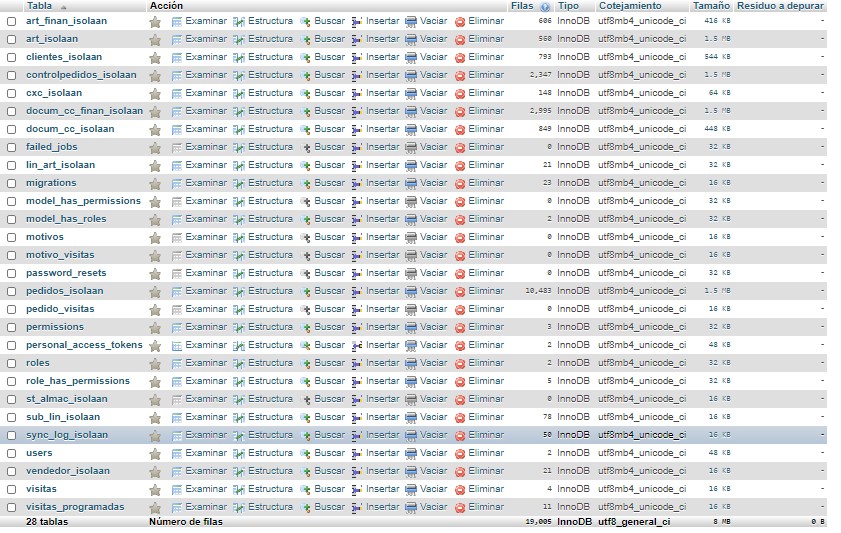 Tabla Acción Filas Tipo Cotejamiento Tamaño Residuo a depurar
art_finan_isolaan Examinar Estructura Buscar Insertar Vaciar Eliminar 606 InnoDB utf8mb4_unicode_ci 416 KB -
art_isolaan Examinar Estructura Buscar Insertar Vaciar Eliminar 560 InnoDB utf8mb4_unicode_ci 1.5 MB -
clientes_isolaan Examinar Estructura Buscar Insertar Vaciar Eliminar 793 InnoDB utf8mb4_unicode_ci 544 KB -
controlpedidos_isolaan Examinar Estructura Buscar Insertar Vaciar Eliminar 2,347 InnoDB utf8mb4_unicode_ci 1.5 MB -
cxc_isolaan Examinar Estructura Buscar Insertar Vaciar Eliminar 148 InnoDB utf8mb4_unicode_ci 64 KB -
docum_cc_finan_isolaan Examinar Estructura Buscar Insertar Vaciar Eliminar 2,995 InnoDB utf8mb4_unicode_ci 1.5 MB -
docum_cc_isolaan Examinar Estructura Buscar Insertar Vaciar Eliminar 849 InnoDB utf8mb4_unicode_ci 448 KB -
failed_jobs Examinar Estructura Buscar Insertar Vaciar Eliminar 0 InnoDB utf8mb4_unicode_ci 32 KB -
lin_art_isolaan Examinar Estructura Buscar Insertar Vaciar Eliminar 21 InnoDB utf8mb4_unicode_ci 32 KB -
migrations Examinar Estructura Buscar Insertar Vaciar Eliminar 23 InnoDB utf8mb4_unicode_ci 16 KB -
model_has_permissions Examinar Estructura Buscar Insertar Vaciar Eliminar 0 InnoDB utf8mb4_unicode_ci 32 KB -
model_has_roles Examinar Estructura Buscar Insertar Vaciar Eliminar 2 InnoDB utf8mb4_unicode_ci 32 KB -
motivos Examinar Estructura Buscar Insertar Vaciar Eliminar 0 InnoDB utf8mb4_unicode_ci 16 KB -
motivo_visitas Examinar Estructura Buscar Insertar Vaciar Eliminar 0 InnoDB utf8mb4_unicode_ci 16 KB -
password_resets Examinar Estructura Buscar Insertar Vaciar Eliminar 0 InnoDB utf8mb4_unicode_ci 32 KB -
pedidos_isolaan Examinar Estructura Buscar Insertar Vaciar Eliminar 10,483 InnoDB utf8mb4_unicode_ci 1.5 MB -
pedido_visitas Examinar Estructura Buscar Insertar Vaciar Eliminar 0 InnoDB utf8mb4_unicode_ci 16 KB -
permissions Examinar Estructura Buscar Insertar Vaciar Eliminar 3 InnoDB utf8mb4_unicode_ci 32 KB -
personal_access_tokens Examinar Estructura Buscar Insertar Vaciar Eliminar 2 InnoDB utf8mb4_unicode_ci 48 KB -
roles Examinar Estructura Buscar Insertar Vaciar Eliminar 2 InnoDB utf8mb4_unicode_ci 32 KB -
role_has_permissions Examinar Estructura Buscar Insertar Vaciar Eliminar 5 InnoDB utf8mb4_unicode_ci 32 KB -
st_almac_isolaan Examinar Estructura Buscar Insertar Vaciar Eliminar 0 InnoDB utf8mb4_unicode_ci 16 KB -
sub_lin_isolaan Examinar Estructura Buscar Insertar Vaciar Eliminar 78 InnoDB utf8mb4_unicode_ci 16 KB -
sync_log_isolaan Examinar Estructura Buscar Insertar Vaciar Eliminar 50 InnoDB utf8mb4_unicode_ci 16 KB -
users Examinar Estructura Buscar Insertar Vaciar Eliminar 2 InnoDB utf8mb4_unicode_ci 48 KB -
vendedor_isolaan Examinar Estructura Buscar Insertar Vaciar Eliminar 21 InnoDB utf8mb4_unicode_ci 16 KB -
visitas Examinar Estructura Buscar Insertar Vaciar Eliminar 4 InnoDB utf8mb4_unicode_ci 16 KB -
visitas_programadas Examinar Estructura Buscar Insertar Vaciar Eliminar 11 InnoDB utf8mb4_unicode_ci 16 KB -
28 tablas Número de filas 19,005 InnoDB utf8_general_ci 8 MB 0 B